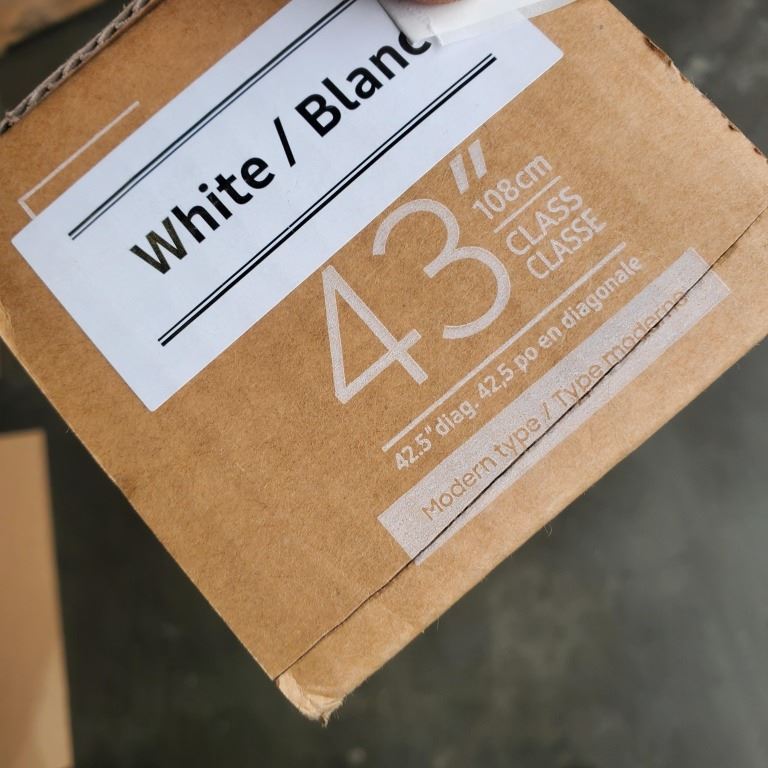 White / Blanc
43"
108cm
CLASS
CLASSE
42.5" diag. 42,5 po en diagonale
Modern type / Type moderne